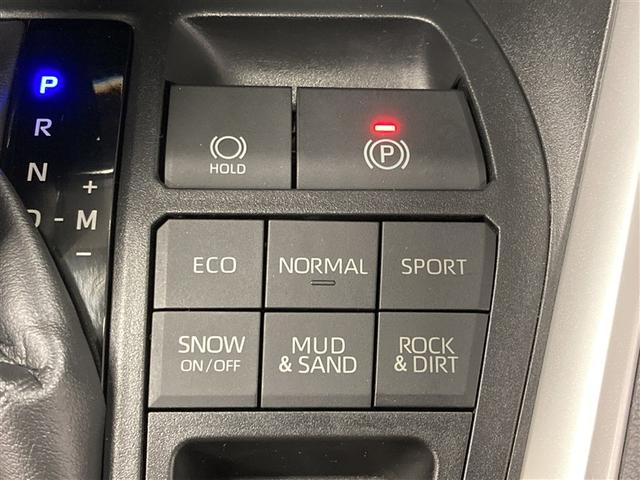 P
R
N
D - M
+
-
HOLD
P
ECO
NORMAL
SPORT
SNOW
ON/OFF
MUD
& SAND
ROCK
& DIRT